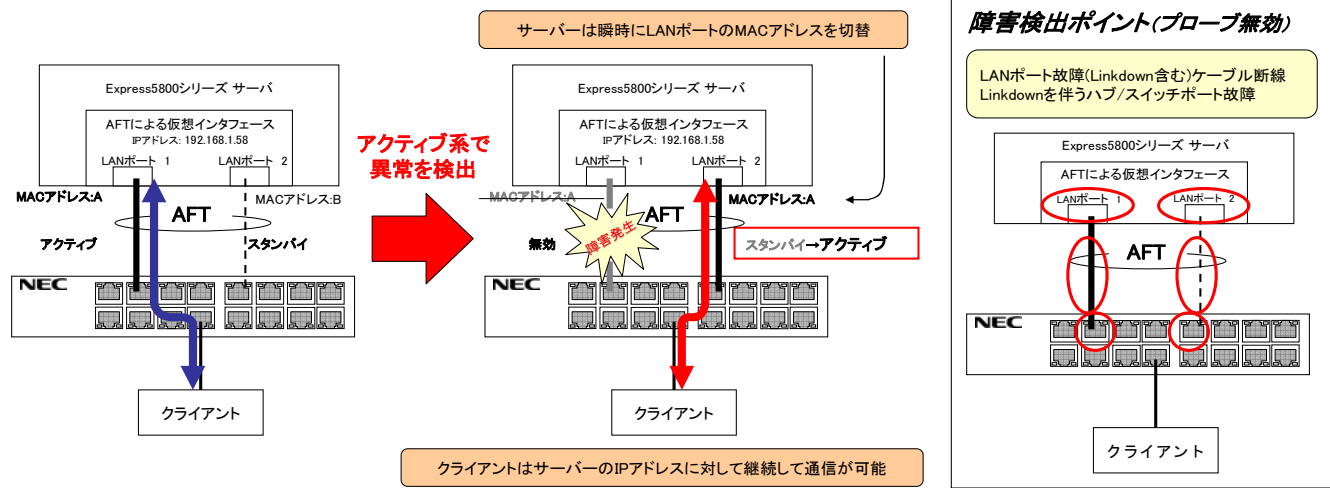 サーバーは瞬時にLANポートのMACアドレスを切替
Express5800シリーズ サーバ
AFTによる仮想インタフェース
IPアドレス: 192.168.1.58
LANポート 1
LANポート 2
MACアドレス:A
MACアドレス:B
AFT
アクティブ
スタンバイ
NEC
クライアント
アクティブ系で
異常を検出
Express5800シリーズ サーバ
AFTによる仮想インタフェース
IPアドレス: 192.168.1.58
LANポート 1
LANポート 2
MACアドレス:A
MACアドレス:A
AFT
障害発生
無効
スタンバイ→アクティブ
NEC
クライアント
クライアントはサーバーのIPアドレスに対して継続して通信が可能
障害検出ポイント(プローブ無効)
LANポート故障(Linkdown含む)ケーブル断線
Linkdownを伴うハブ/スイッチポート故障
Express5800シリーズ サーバ
AFTによる仮想インタフェース
LANポート 1
LANポート 2
AFT
NEC
クライアント